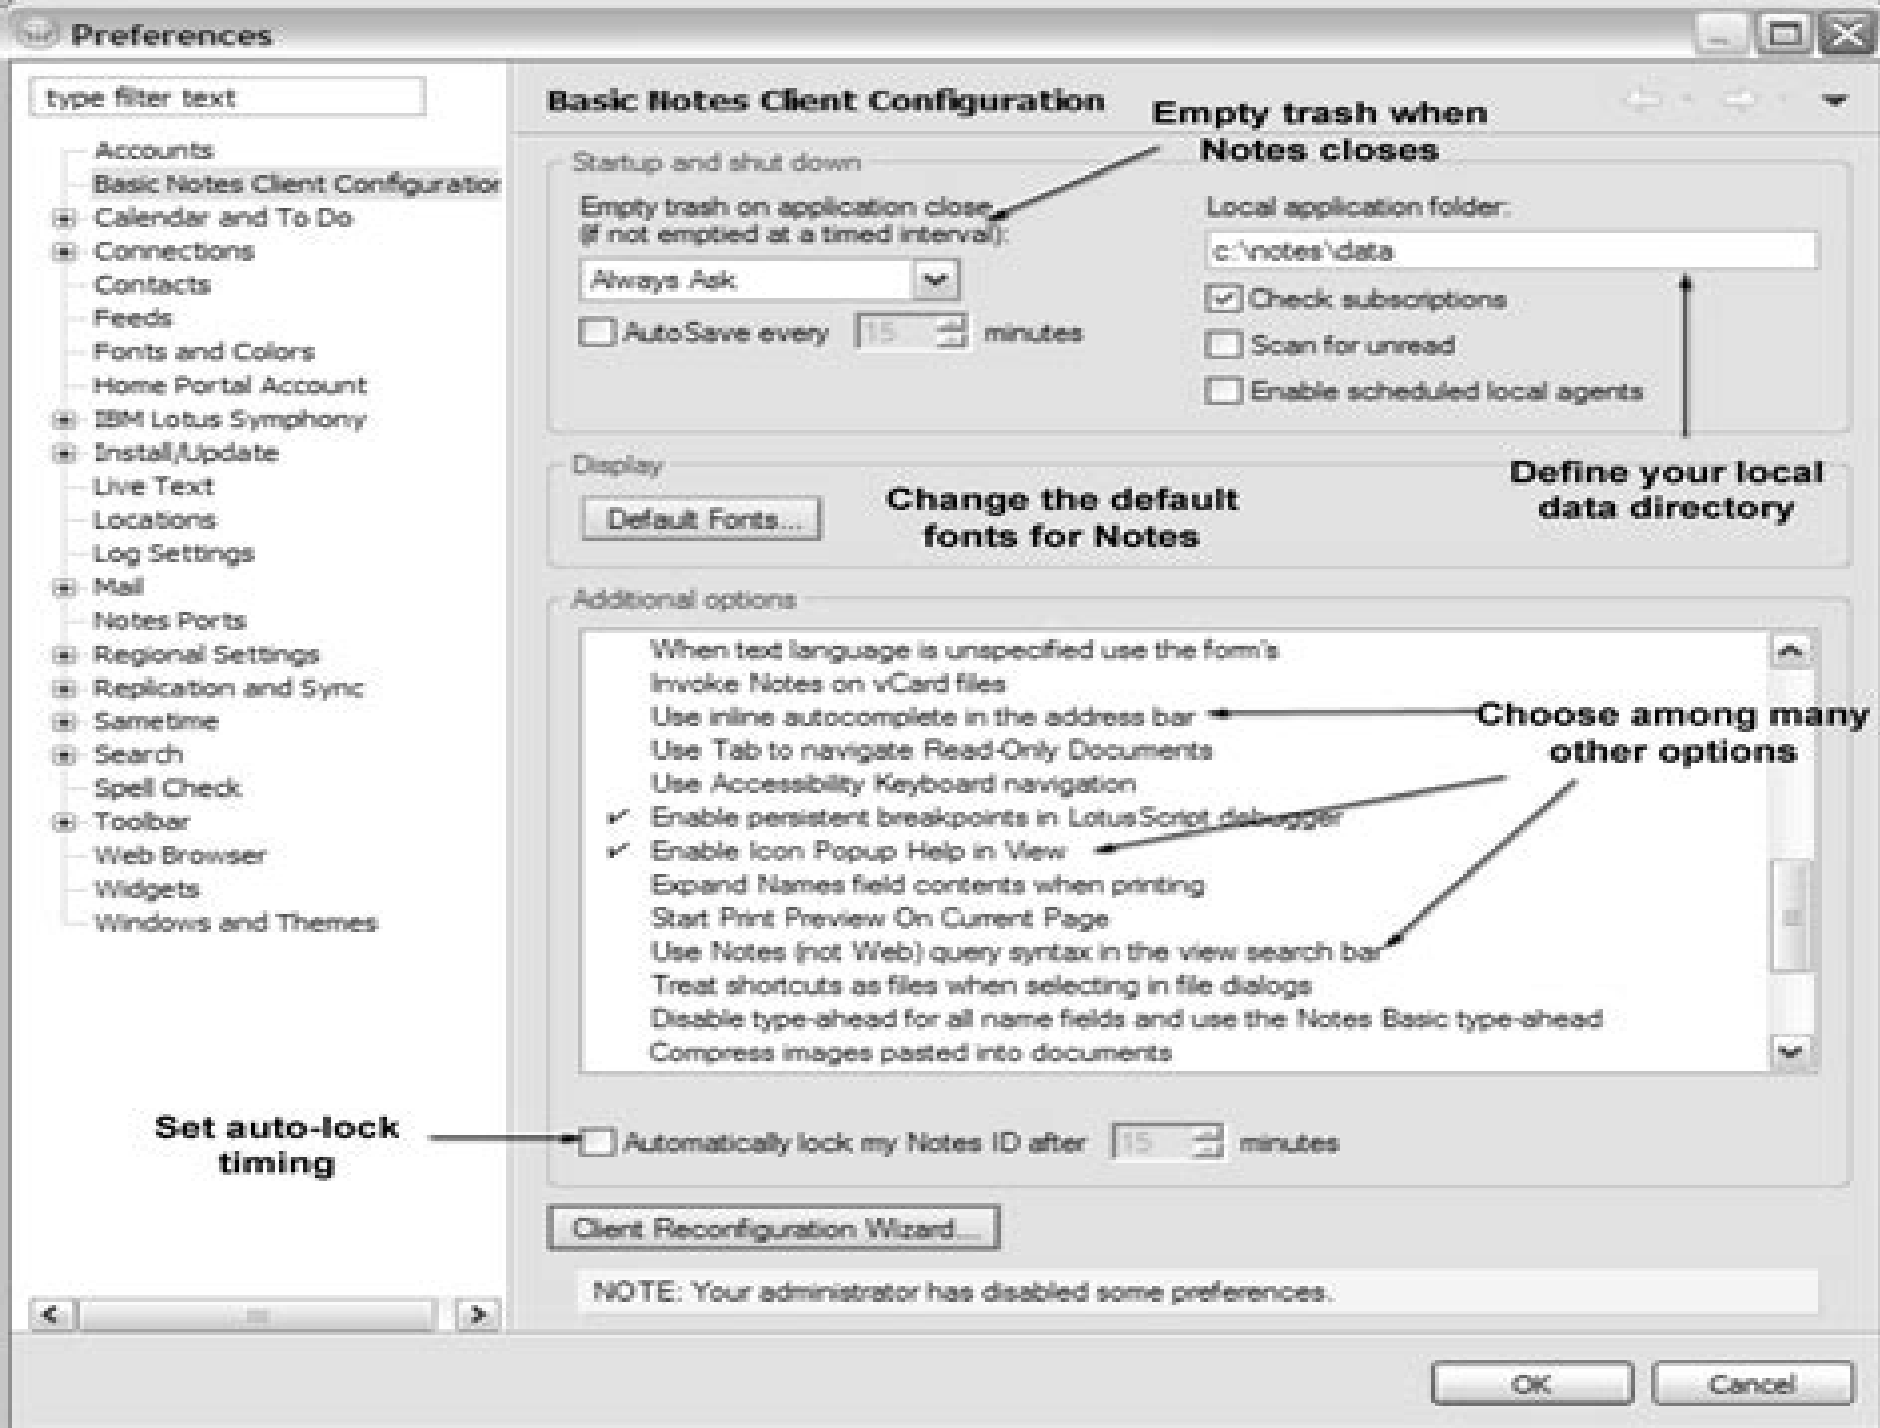 Preferences
type filter text
Accounts
Basic Notes Client Configuration
Calendar and To Do
Connections
Contacts
Feeds
Fonts and Colors
Home Portal Account
IBM Lotus Symphony
Install/Update
Live Text
Locations
Log Settings
Mail
Notes Ports
Regional Settings
Replication and Sync
Sametime
Search
Spell Check
Toolbar
Web Browser
Widgets
Windows and Themes
Set auto-lock
timing
Basic Notes Client Configuration
Empty trash when
Notes closes
Startup and shut down
Empty trash on application close
(if not emptied at a timed interval):
Always Ask
AutoSave every 15 minutes
Local application folder:
c:\notes\data
Check subscriptions
Scan for unread
Enable scheduled local agents
Define your local
data directory
Display
Default Fonts...
Change the default
fonts for Notes
Additional options
When text language is unspecified use the form's
Invoke Notes on vCard files
Use inline autocomplete in the address bar
Use Tab to navigate Read-Only Documents
Use Accessibility Keyboard navigation
Enable persistent breakpoints in LotusScript debugger
Enable Icon Popup Help in View
Expand Names field contents when printing
Start Print Preview On Current Page
Use Notes (not Web) query syntax in the view search bar
Treat shortcuts as files when selecting in file dialogs
Disable type-ahead for all name fields and use the Notes Basic type-ahead
Compress images pasted into documents
Choose among many
other options
Automatically lock my Notes ID after 15 minutes
Client Reconfiguration Wizard...
NOTE: Your administrator has disabled some preferences.
OK
Cancel